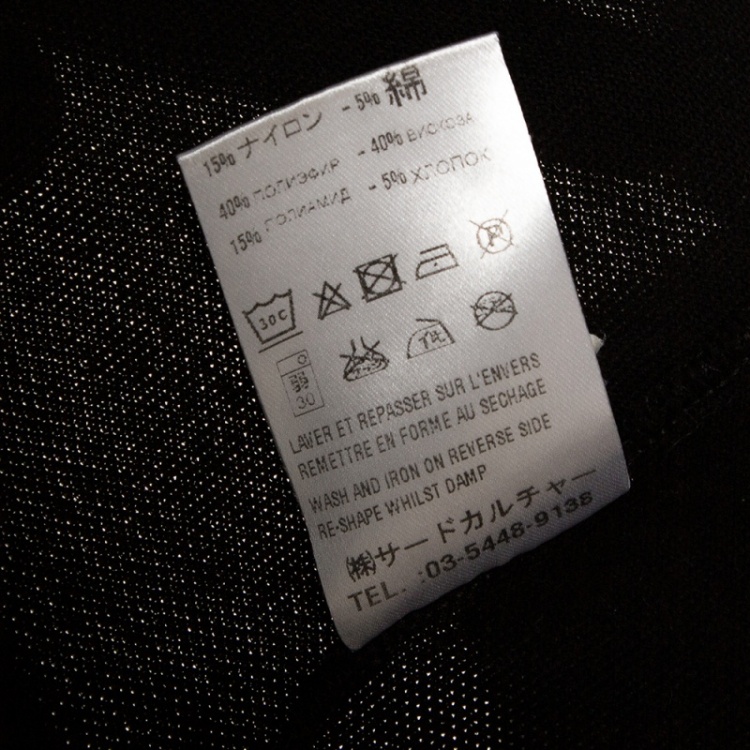 15% ナイロン - 5% 綿
40% ПОЛИЭФИР - 40% ВИСКОЗА
15% ПОЛИАМИД - 5% ХЛОПОК
30C P
30
LAVER ET REPASSER SUR L'ENVERS
REMETTRE EN FORME AU SECHAGE
WASH AND IRON ON REVERSE SIDE
RE-SHAPE WHILST DAMP
㈱サードカルチャー
TEL. :03-5448-9138